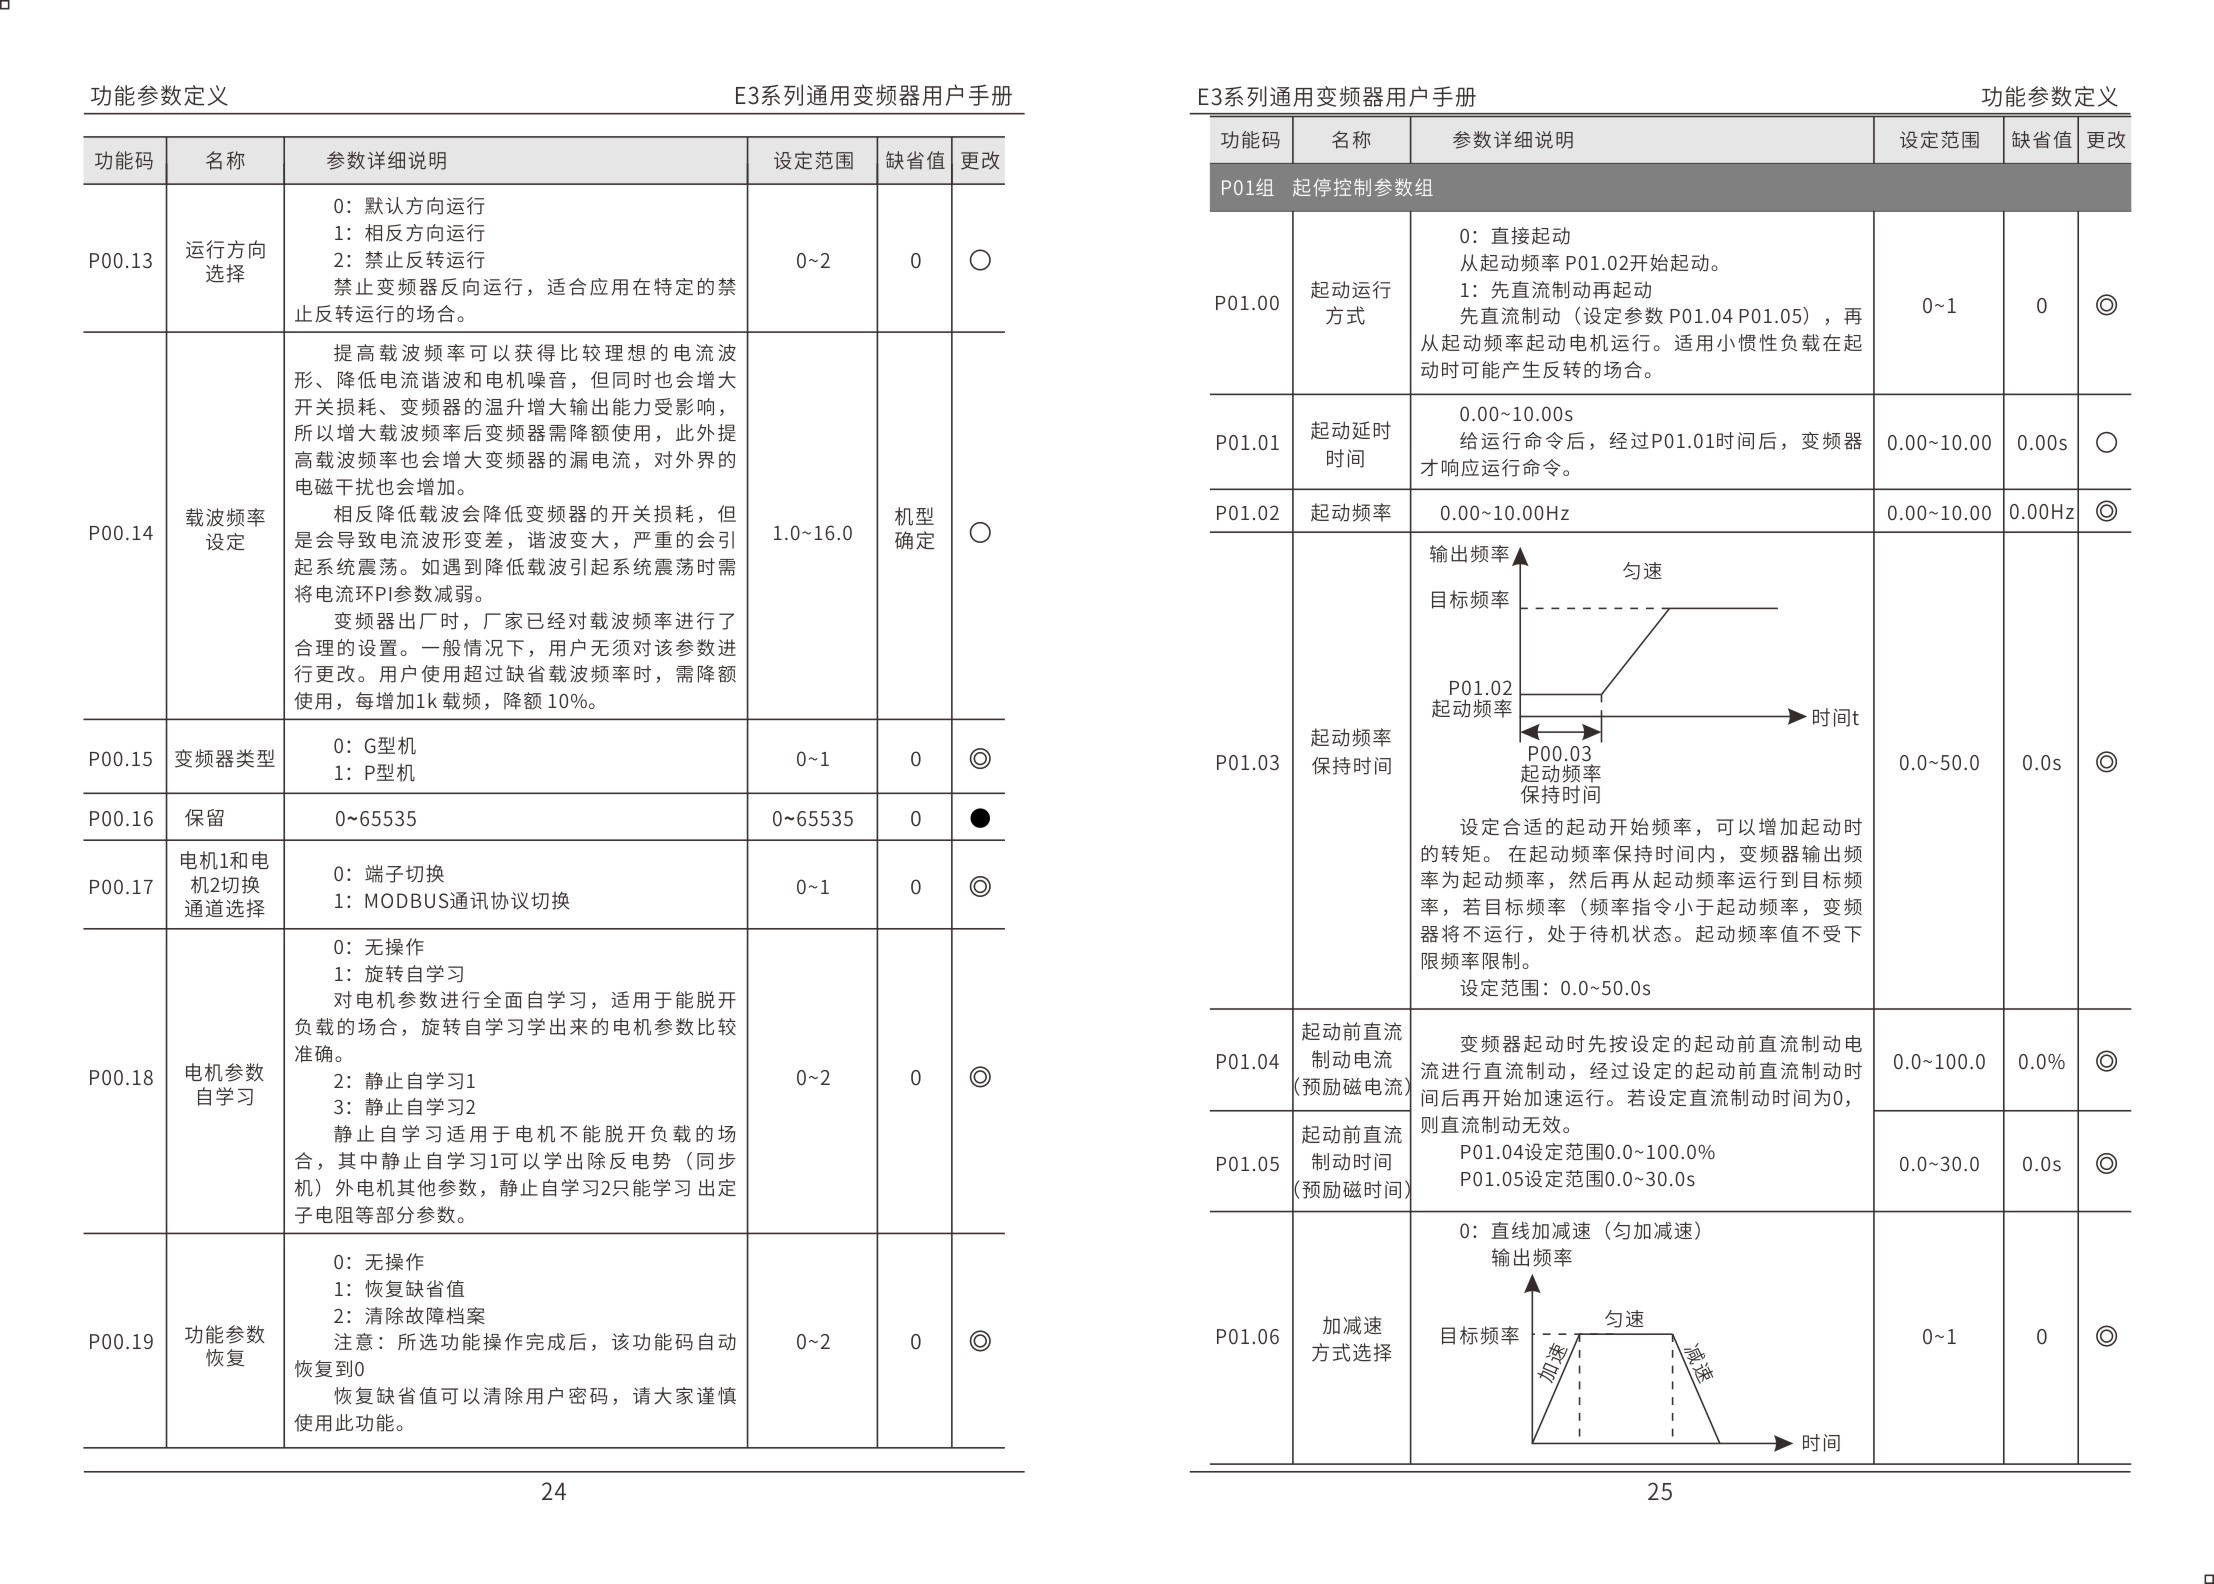 功能参数定义
E3系列通用变频器用户手册
功能码 名称 参数详细说明 设定范围 缺省值 更改
P00.13
运行方向
选择
0：默认方向运行
1：相反方向运行
2：禁止反转运行
禁止变频器反向运行，适合应用在特定的禁
止反转运行的场合。
0~2
0
○
P00.14
载波频率
设定
提高载波频率可以获得比较理想的电流波
形、降低电流谐波和电机噪音，但同时也会增大
开关损耗、变频器的温升增大输出能力受影响，
所以增大载波频率后变频器需降额使用，此外提
高载波频率也会增大变频器的漏电流，对外界的
电磁干扰也会增加。
相反降低载波会降低变频器的开关损耗，但
是会导致电流波形变差，谐波变大，严重的会引
起系统震荡。如遇到降低载波引起系统震荡时需
将电流环PI参数减弱。
变频器出厂时，厂家已经对载波频率进行了
合理的设置。一般情况下，用户无须对该参数进
行更改。用户使用超过缺省载波频率时，需降额
使用，每增加1k 载频，降额 10%。
1.0~16.0
机型
确定
○
P00.15
变频器类型
0：G型机
1：P型机
0~1
0
◎
P00.16
保留
0~65535
0~65535
0
●
P00.17
电机1和电
机2切换
通道选择
0：端子切换
1：MODBUS通讯协议切换
0~1
0
◎
P00.18
电机参数
自学习
0：无操作
1：旋转自学习
对电机参数进行全面自学习，适用于能脱开
负载的场合，旋转自学习学出来的电机参数比较
准确。
2：静止自学习1
3：静止自学习2
静止自学习适用于电机不能脱开负载的场
合，其中静止自学习1可以学出除反电势（同步
机）外电机其他参数，静止自学习2只能学习 出定
子电阻等部分参数。
0~2
0
◎
P00.19
功能参数
恢复
0：无操作
1：恢复缺省值
2：清除故障档案
注意：所选功能操作完成后，该功能码自动
恢复到0
恢复缺省值可以清除用户密码，请大家谨慎
使用此功能。
0~2
0
◎
24
E3系列通用变频器用户手册
功能参数定义
功能码 名称 参数详细说明 设定范围 缺省值 更改
P01组 起停控制参数组
P01.00
起动运行
方式
0：直接起动
从起动频率 P01.02开始起动。
1：先直流制动再起动
先直流制动（设定参数 P01.04 P01.05），再
从起动频率起动电机运行。适用小惯性负载在起
动时可能产生反转的场合。
0~1
0
◎
P01.01
起动延时
时间
0.00~10.00s
给运行命令后，经过P01.01时间后，变频器
才响应运行命令。
0.00~10.00
0.00s
○
P01.02
起动频率
0.00~10.00Hz
0.00~10.00
0.00Hz
◎
P01.03
起动频率
保持时间
输出频率
匀速
目标频率
P01.02
起动频率
时间t
P00.03
起动频率
保持时间
设定合适的起动开始频率，可以增加起动时
的转矩。 在起动频率保持时间内，变频器输出频
率为起动频率，然后再从起动频率运行到目标频
率，若目标频率（频率指令小于起动频率，变频
器将不运行，处于待机状态。起动频率值不受下
限频率限制。
设定范围：0.0~50.0s
0.0~50.0
0.0s
◎
P01.04
起动前直流
制动电流
(预励磁电流)
变频器起动时先按设定的起动前直流制动电
流进行直流制动，经过设定的起动前直流制动时
间后再开始加速运行。若设定直流制动时间为0，
则直流制动无效。
P01.04设定范围0.0~100.0%
P01.05设定范围0.0~30.0s
0.0~100.0
0.0%
◎
P01.05
起动前直流
制动时间
(预励磁时间)
0.0~30.0
0.0s
◎
P01.06
加减速
方式选择
0：直线加减速（匀加减速）
输出频率
匀速
目标频率
加速
减速
时间
0~1
0
◎
25